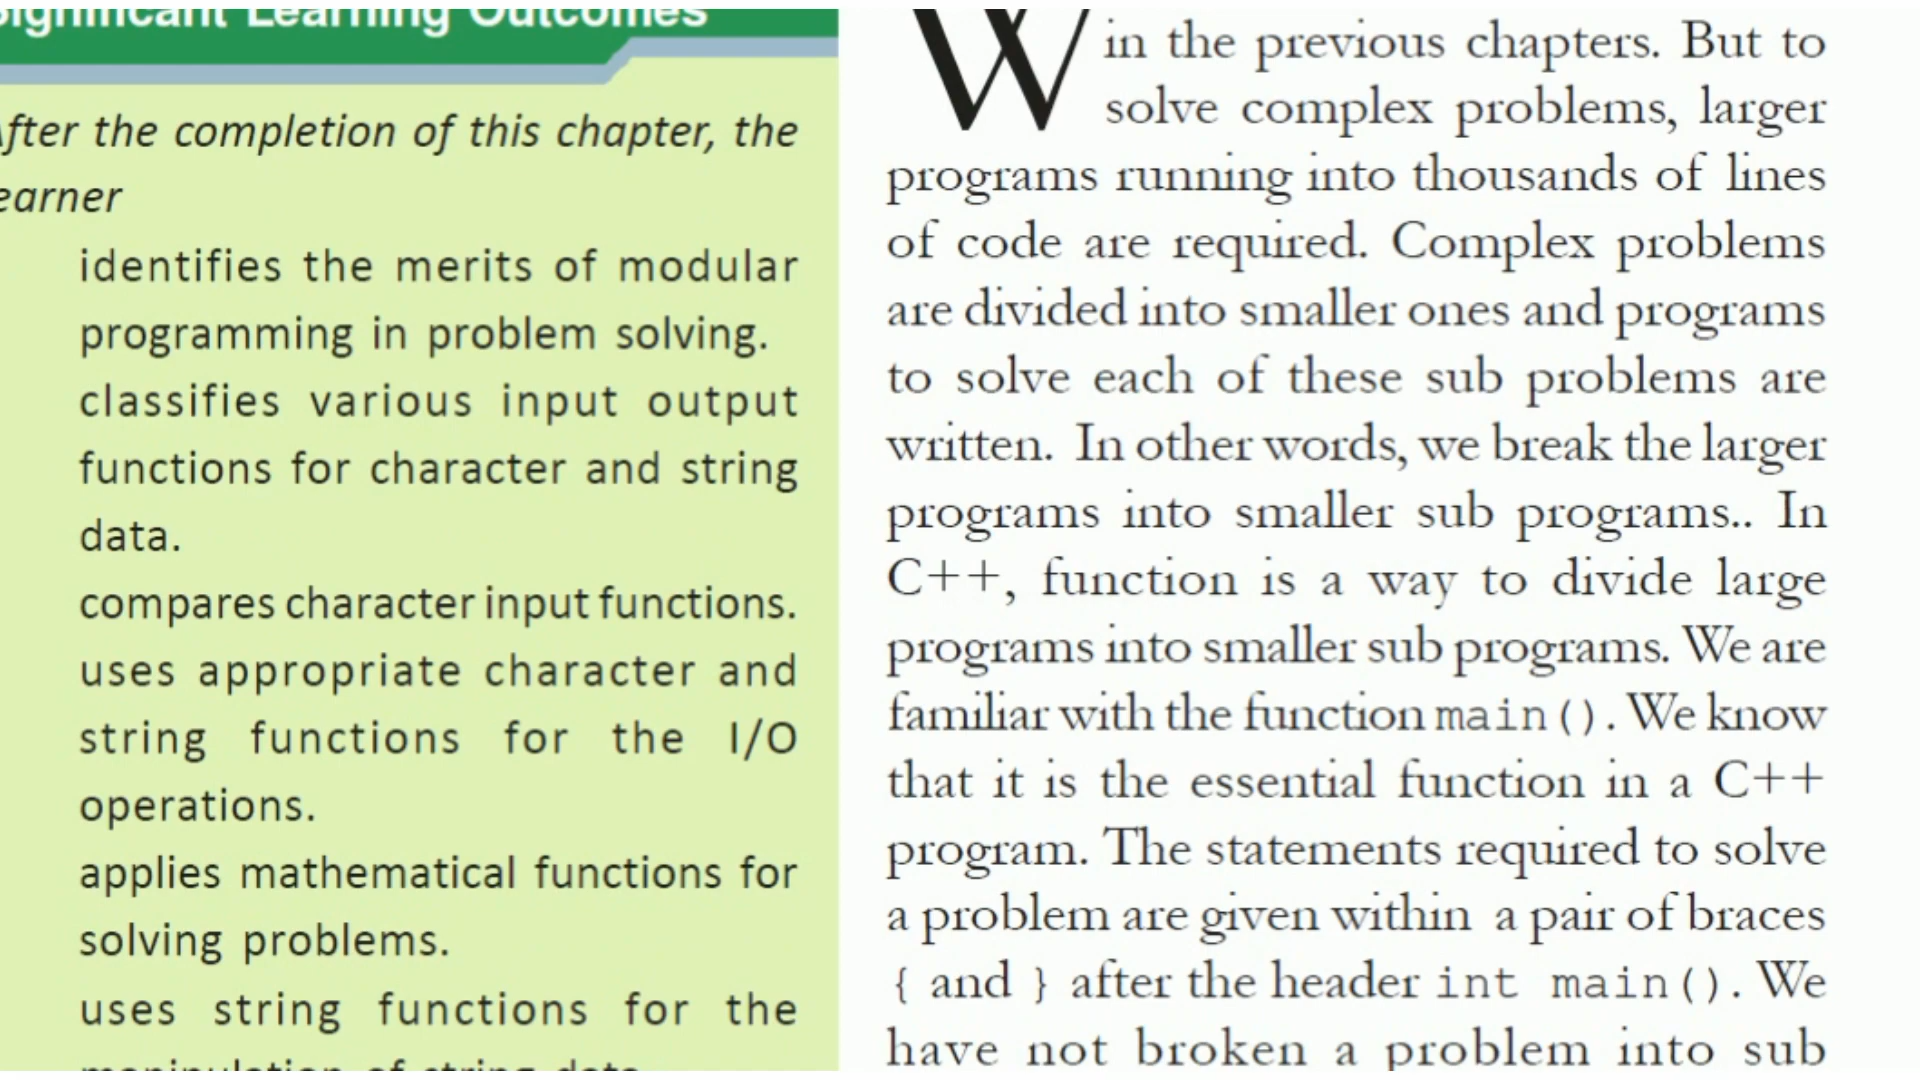 Significant Learning Outcomes
After the completion of this chapter, the
learner
identifies the merits of modular
programming in problem solving.
classifies various input output
functions for character and string
data.
compares character input functions.
uses appropriate character and
string functions for the I/O
operations.
applies mathematical functions for
solving problems.
uses string functions for the
manipulation of string data.
W
in the previous chapters. But to
solve complex problems, larger
programs running into thousands of lines
of code are required. Complex problems
are divided into smaller ones and programs
to solve each of these sub problems are
written. In other words, we break the larger
programs into smaller sub programs.. In
C++, function is a way to divide large
programs into smaller sub programs. We are
familiar with the function main(). We know
that it is the essential function in a C++
program. The statements required to solve
a problem are given within a pair of braces
{ and } after the header int main(). We
have not broken a problem into sub